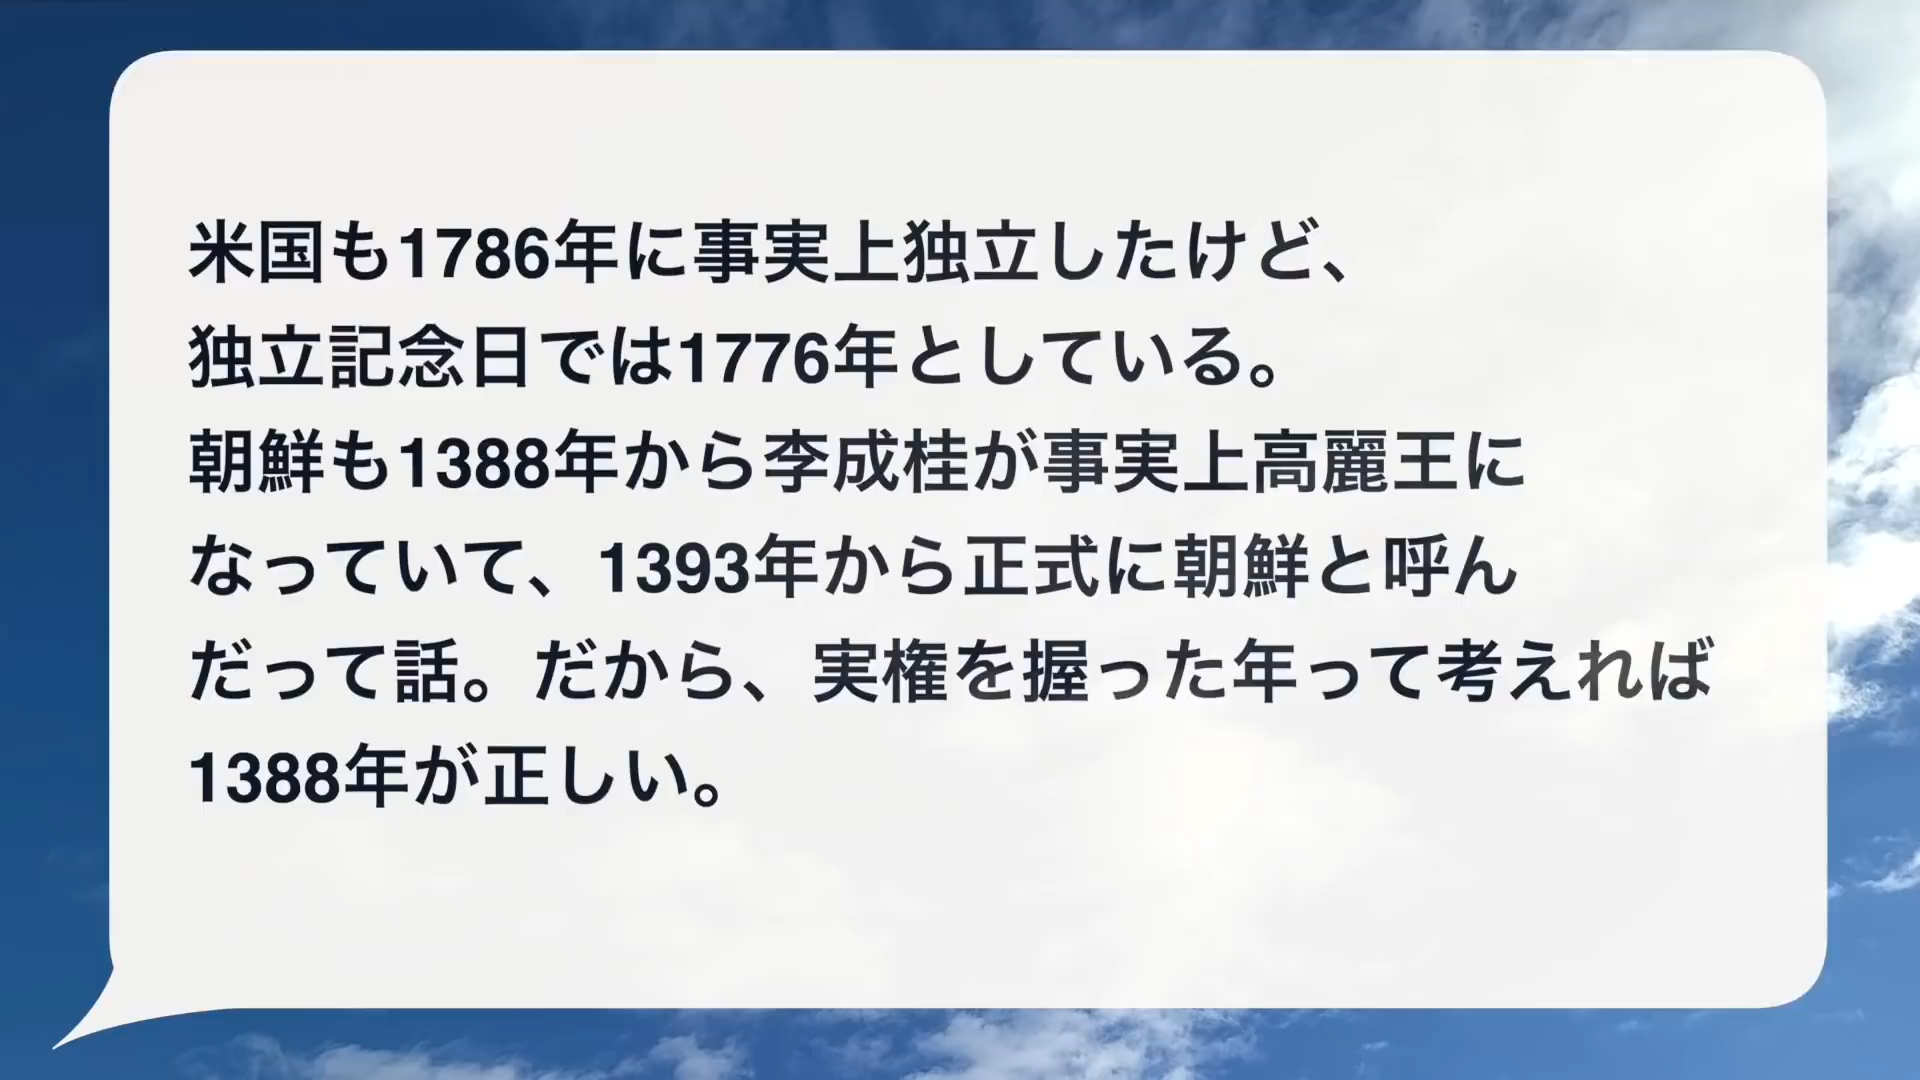 米国も1786年に事実上独立したけど、
独立記念日では1776年としている。
朝鮮も1388年から李成桂が事実上高麗王に
なっていて、1393年から正式に朝鮮と呼ん
だって話。だから、実権を握った年って考えれば
1388年が正しい。